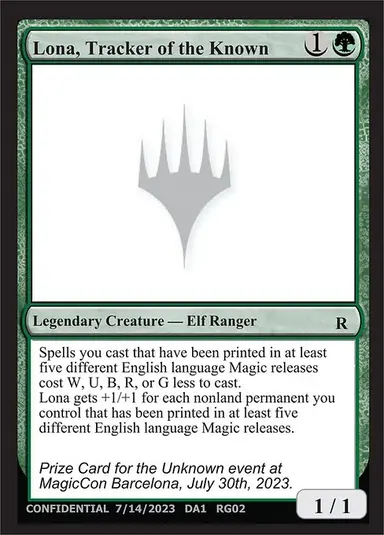 Lona, Tracker of the Known 1
Legendary Creature — Elf Ranger R
Spells you cast that have been printed in at least
five different English language Magic releases
cost W, U, B, R, or G less to cast.
Lona gets +1/+1 for each nonland permanent you
control that has been printed in at least five
different English language Magic releases.
Prize Card for the Unknown event at
MagicCon Barcelona, July 30th, 2023.
1 / 1
CONFIDENTIAL 7/14/2023 DA1 RG02